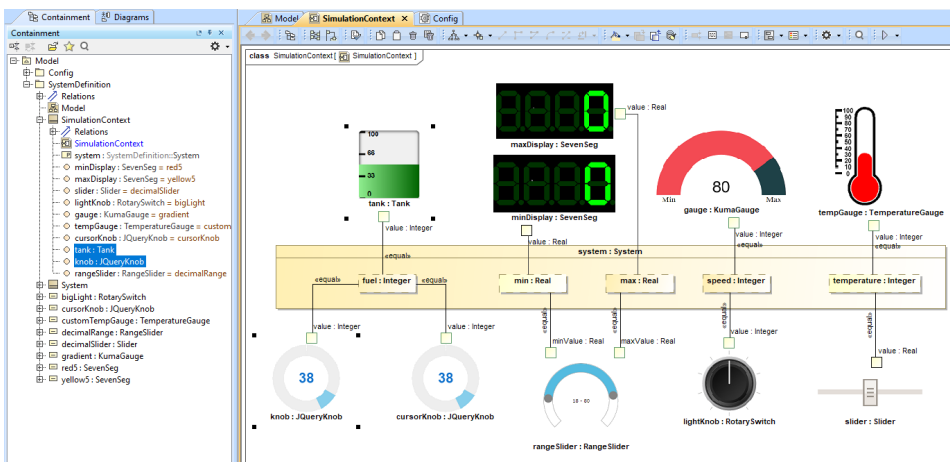 Containment
Diagrams
Containment
Model
Config
SystemDefinition
Relations
Model
SimulationContext
Relations
SimulationContext
system : SystemDefinition::System
minDisplay : SevenSeg = red5
maxDisplay : SevenSeg = yellow5
slider : Slider = decimalSlider
lightKnob : RotarySwitch = bigLight
gauge : KumaGauge = gradient
tempGauge : TemperatureGauge = custom
cursorKnob : JQueryKnob = cursorKnob
tank : Tank
knob : JQueryKnob
rangeSlider : RangeSlider = decimalRange
System
bigLight : RotarySwitch
cursorKnob : JQueryKnob
customTempGauge : TemperatureGauge
decimalRange : RangeSlider
decimalSlider : Slider
gradient : KumaGauge
red5 : SevenSeg
yellow5 : SevenSeg
Model
SimulationContext
Config
class SimulationContext [ SimulationContext ]
100
66
33
0
tank : Tank
value : Integer
«equal»
0
value : Real
maxDisplay : SevenSeg
0
minDisplay : SevenSeg
value : Real
80
Min
Max
gauge : KumaGauge
value : Integer
«equal»
100
90
80
70
60
50
40
30
20
10
0
tempGauge : TemperatureGauge
value : Integer
«equal»
system : System
«equal»
fuel : Integer
«equal»
min : Real
max : Real
speed : Integer
temperature : Integer
«equal»
«equal»
«equal»
«equal»
value : Integer
value : Integer
minValue : Real
maxValue : Real
value : Integer
value : Real
38
knob : JQueryKnob
38
cursorKnob : JQueryKnob
18 - 80
rangeSlider : RangeSlider
lightKnob : RotarySwitch
slider : Slider